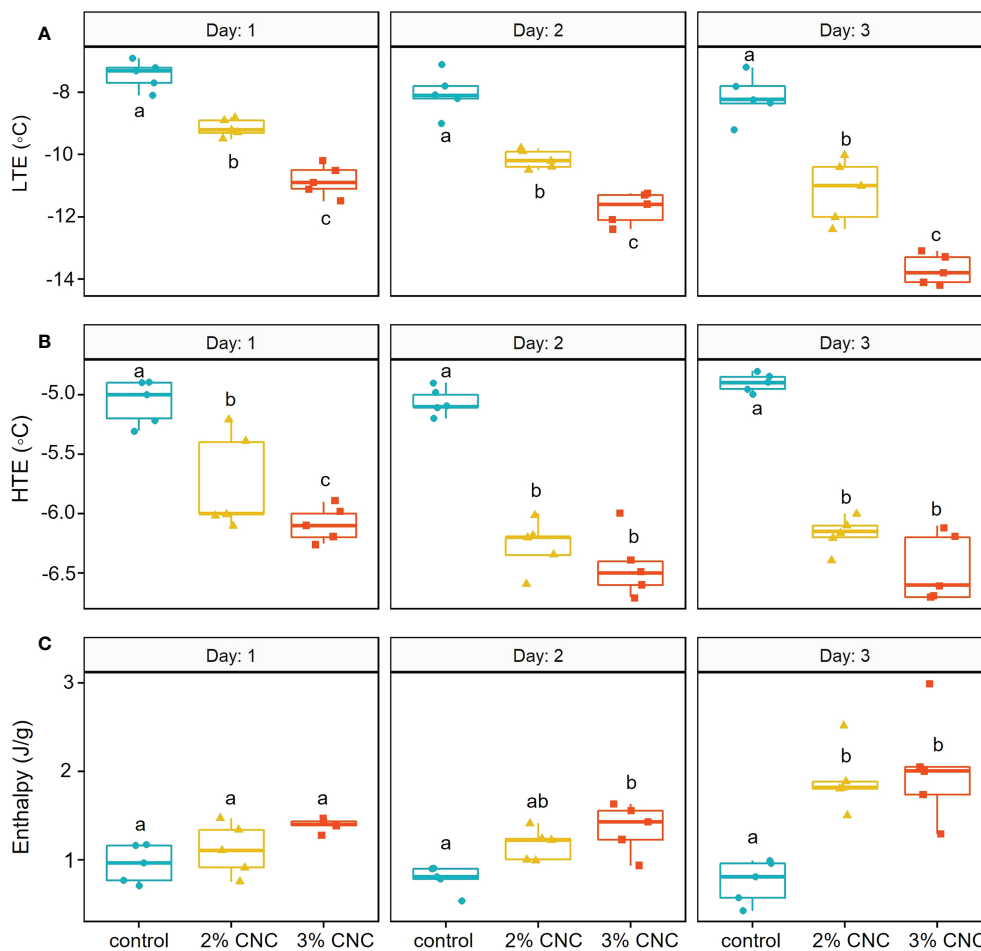 A
Day: 1 Day: 2 Day: 3
LTE (◦C)
-8
-10
-12
-14
a b c
a b c
a b c
B
Day: 1 Day: 2 Day: 3
HTE (◦C)
-5.0
-5.5
-6.0
-6.5
a b c
a b b
a b b
C
Day: 1 Day: 2 Day: 3
Enthalpy (J/g)
3
2
1
a a a
a ab b
a b b
control 2% CNC 3% CNC control 2% CNC 3% CNC control 2% CNC 3% CNC